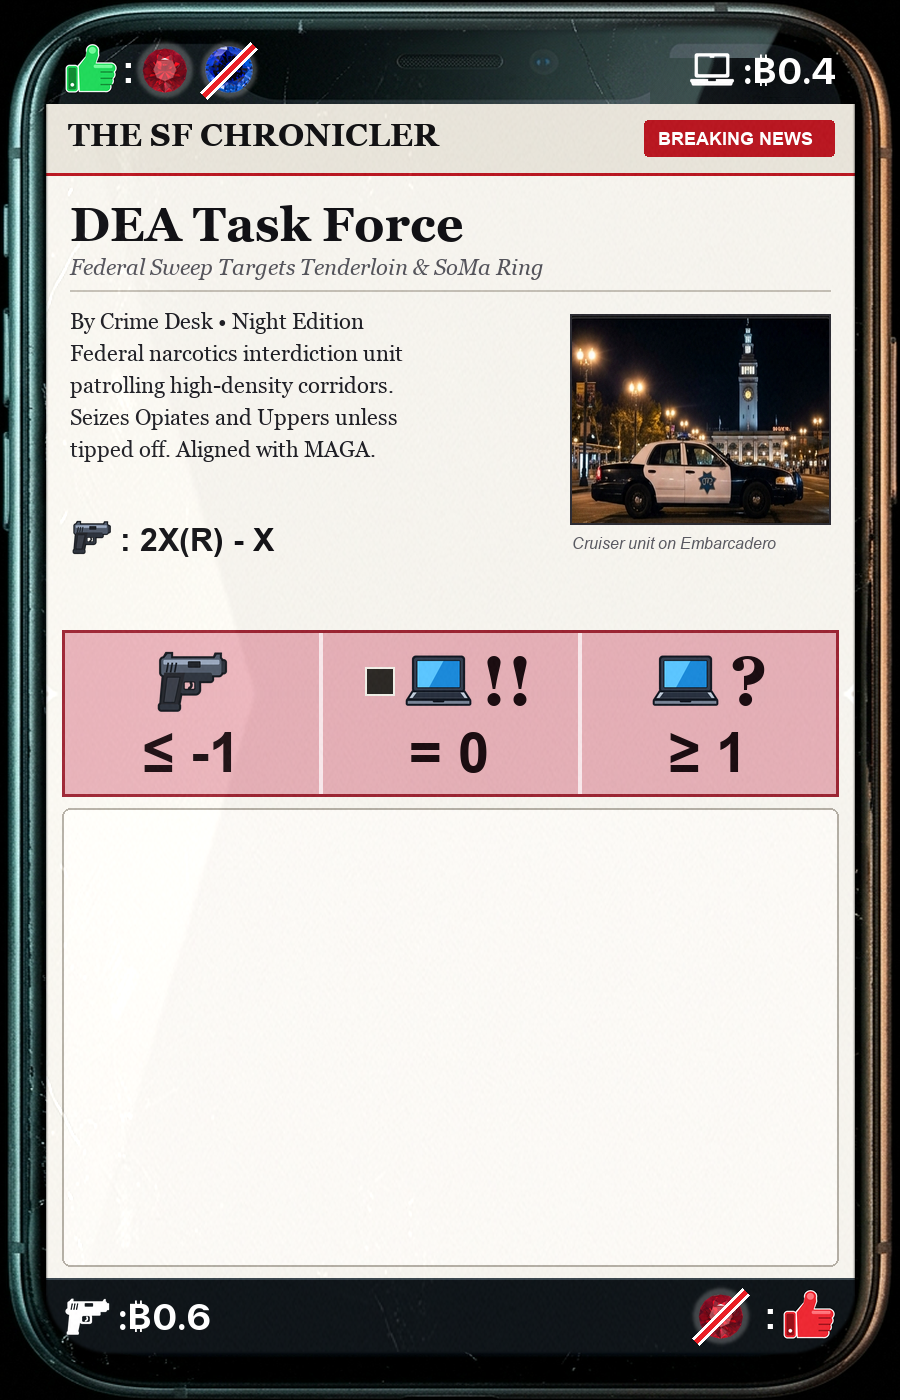 : :₿0.4
THE SF CHRONICLER
BREAKING NEWS
DEA Task Force
Federal Sweep Targets Tenderloin & SoMa Ring
By Crime Desk • Night Edition
Federal narcotics interdiction unit
patrolling high-density corridors.
Seizes Opiates and Uppers unless
tipped off. Aligned with MAGA.
: 2X(R) - X
Cruiser unit on Embarcadero
!! ?
≤ -1 = 0 ≥ 1
:₿0.6 :